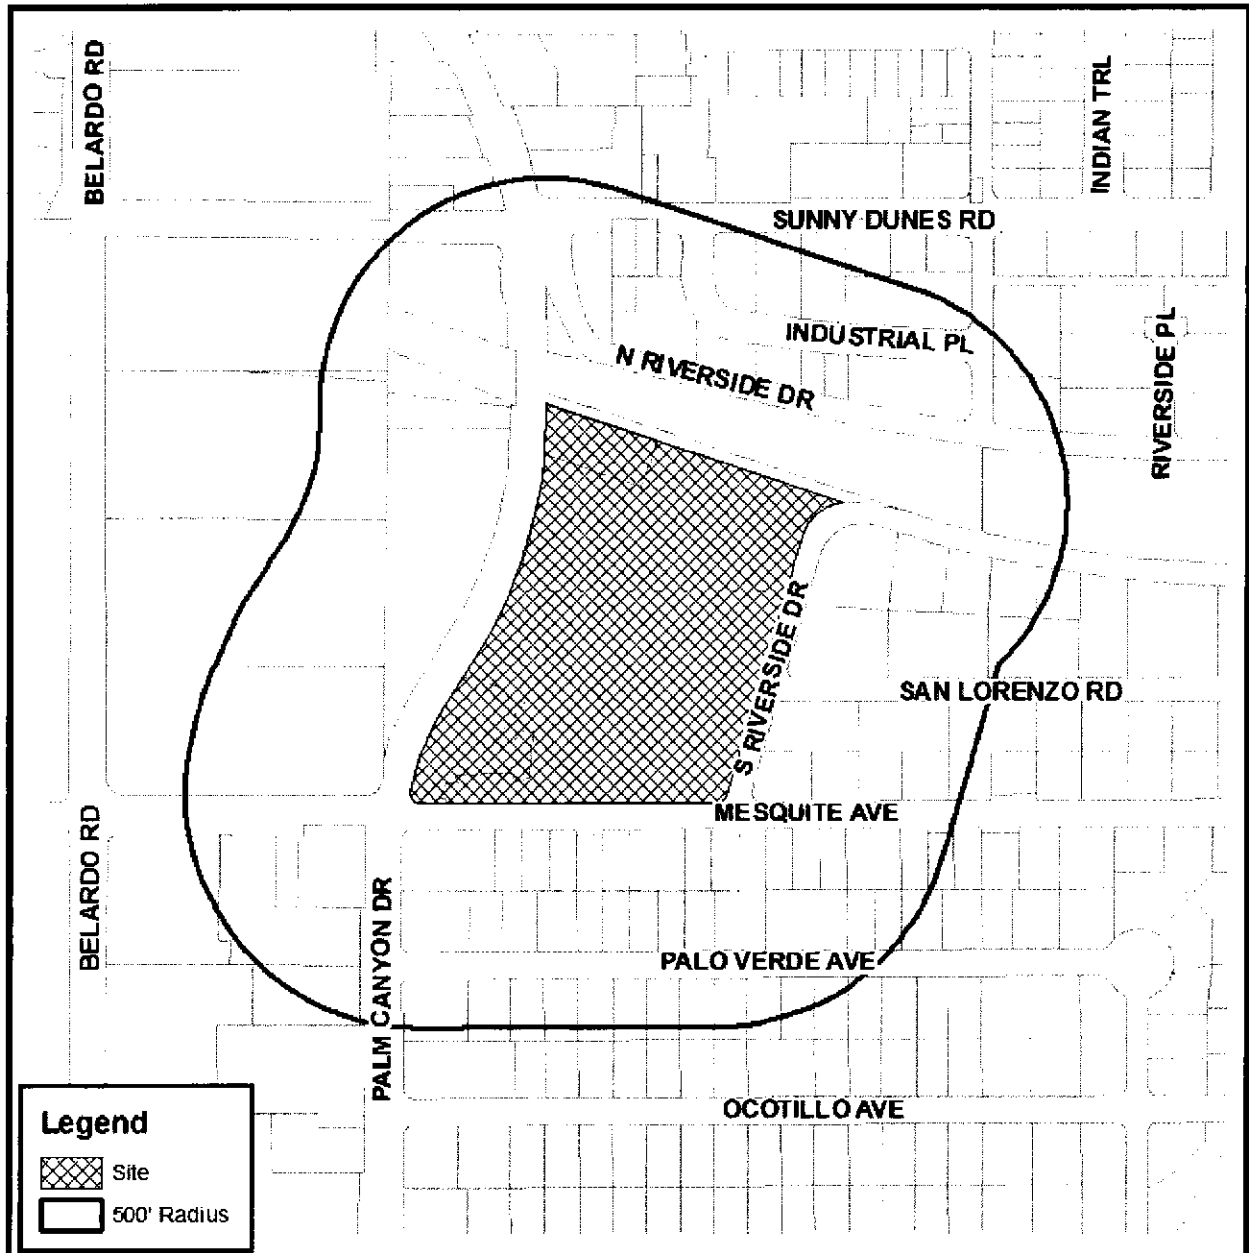 BELARDO RD
INDIAN TRL
SUNNY DUNES RD
INDUSTRIAL PL
N RIVERSIDE DR
RIVERSIDE PL
S RIVERSIDE DR
SAN LORENZO RD
MESQUITE AVE
BELARDO RD
PALM CANYON DR
PALO VERDE AVE
OCOTILLO AVE
Legend
Site
500' Radius